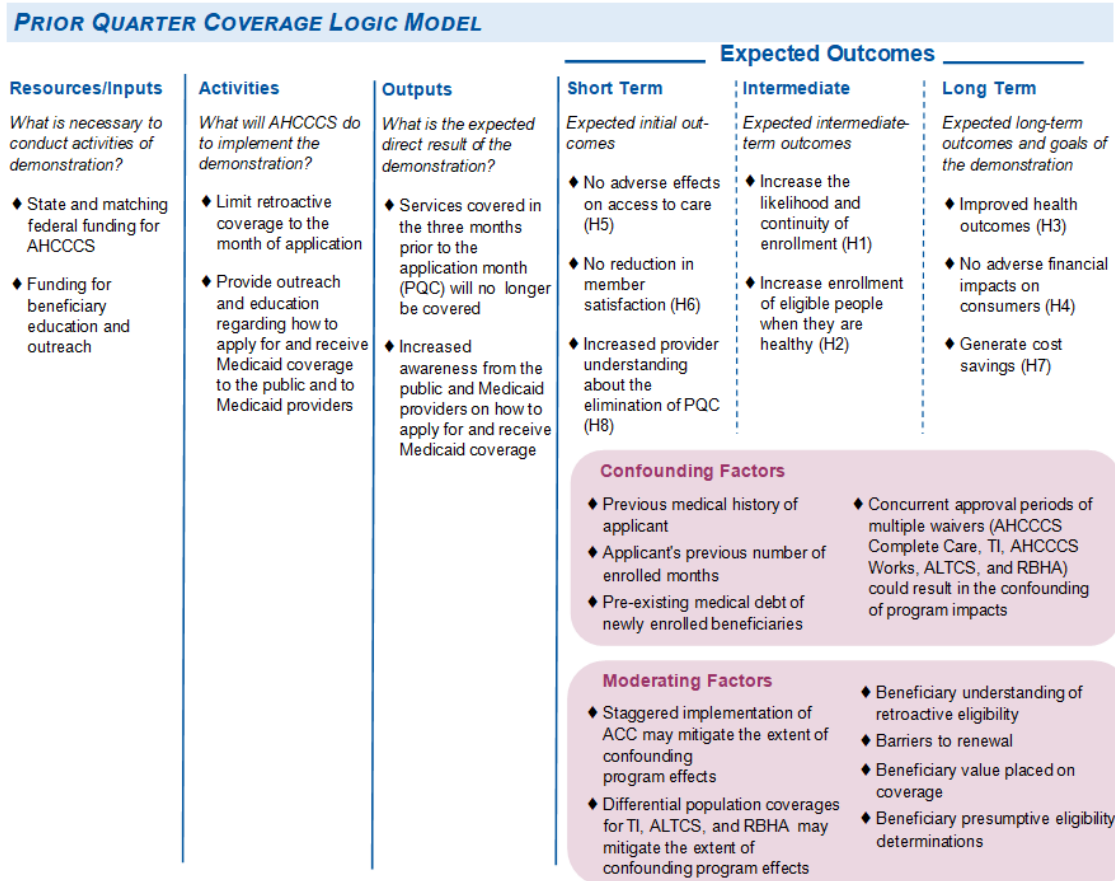 PRIOR QUARTER COVERAGE LOGIC MODEL
Expected Outcomes
Resources/Inputs
What is necessary to
conduct activities of
demonstration?
♦ State and matching
federal funding for
AHCCCS
♦ Funding for
beneficiary
education and
outreach
Activities
What will AHCCCS do
to implement the
demonstration?
♦ Limit retroactive
coverage to the
month of application
♦ Provide outreach
and education
regarding how to
apply for and receive
Medicaid coverage
to the public and to
Medicaid providers
Outputs
What is the expected
direct result of the
demonstration?
♦ Services covered in
the three months
prior to the
application month
(PQC) will no longer
be covered
♦ Increased
awareness from the
public and Medicaid
providers on how to
apply for and receive
Medicaid coverage
Short Term
Expected initial out-
comes
♦ No adverse effects
on access to care
(H5)
♦ No reduction in
member
satisfaction (H6)
♦ Increased provider
understanding
about the
elimination of PQC
(H8)
Intermediate
Expected intermediate-
term outcomes
♦ Increase the
likelihood and
continuity of
enrollment (H1)
♦ Increase enrollment
of eligible people
when they are
healthy (H2)
Long Term
Expected long-term
outcomes and goals of
the demonstration
♦ Improved health
outcomes (H3)
♦ No adverse financial
impacts on
consumers (H4)
♦ Generate cost
savings (H7)
Confounding Factors
♦ Previous medical history of
applicant
♦ Applicant's previous number of
enrolled months
♦ Pre-existing medical debt of
newly enrolled beneficiaries
♦ Concurrent approval periods of
multiple waivers (AHCCCS
Complete Care, TI, AHCCCS
Works, ALTCS, and RBHA)
could result in the confounding
of program impacts
Moderating Factors
♦ Staggered implementation of
ACC may mitigate the extent of
confounding
program effects
♦ Differential population coverages
for TI, ALTCS, and RBHA may
mitigate the extent of
confounding program effects
♦ Beneficiary understanding of
retroactive eligibility
♦ Barriers to renewal
♦ Beneficiary value placed on
coverage
♦ Beneficiary presumptive eligibility
determinations